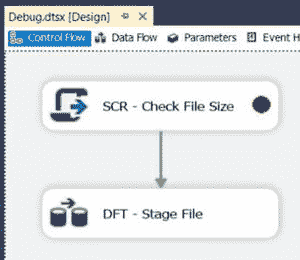 Debug.dtsx [Design]
Control Flow Data Flow Parameters Event H
SCR - Check File Size
DFT - Stage File